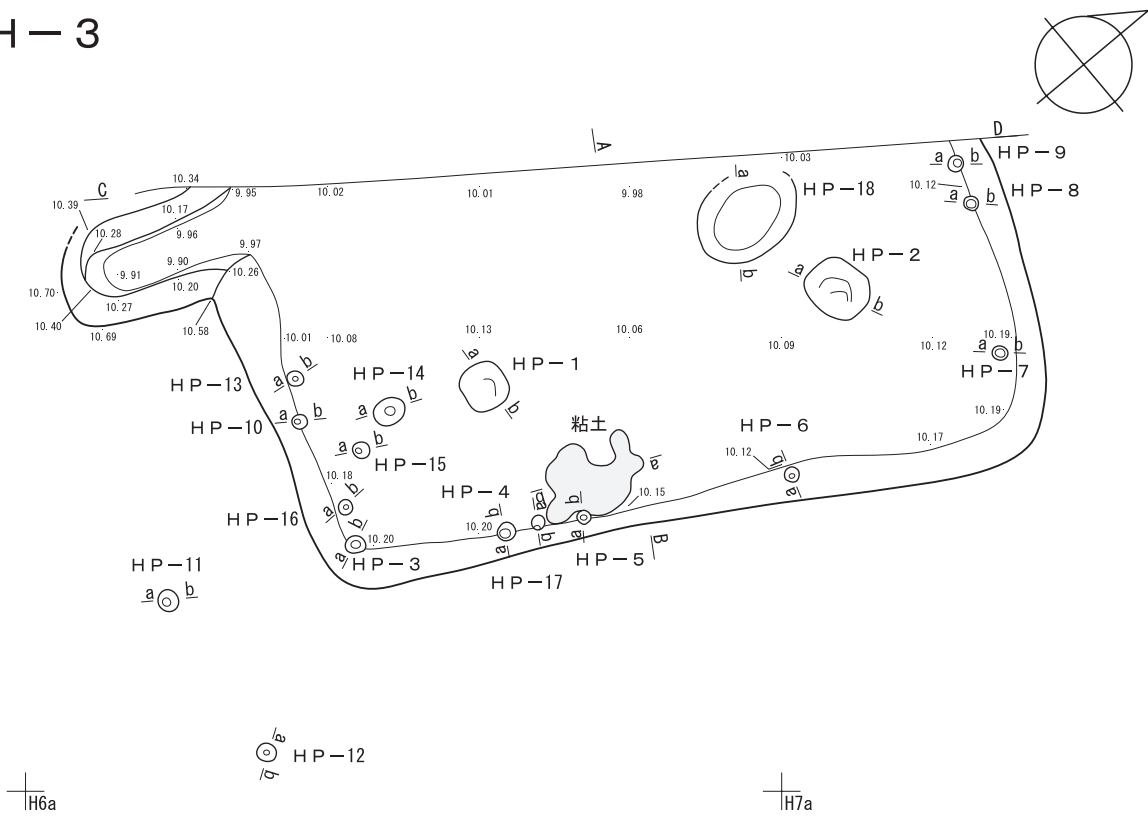 H－3
A
D
C
a b HP－9
10.03
10.34
9.95
10.02
10.01
9.98
a
HP－18
b
10.12
a b HP－8
10.39
10.17
10.28
9.96
9.97
HP－2
a
b
9.91
9.90
10.26
10.70
10.20
10.27
10.40
10.58
10.69
10.01
10.08
10.13
10.06
10.09
10.12
10.19
a b
HP－7
HP－13
a b
HP－14
a b
a
HP－1
b
HP－10
a b
粘土
10.19
10.17
HP－6
10.12
b
a
a b
HP－15
10.18
HP－4
b
a
b
a
10.15
HP－16
a b
10.20
a
b
a
b
a
10.20
HP－3
HP－5
B
HP－17
HP－11
a b
a
HP－12
b
H6a
H7a